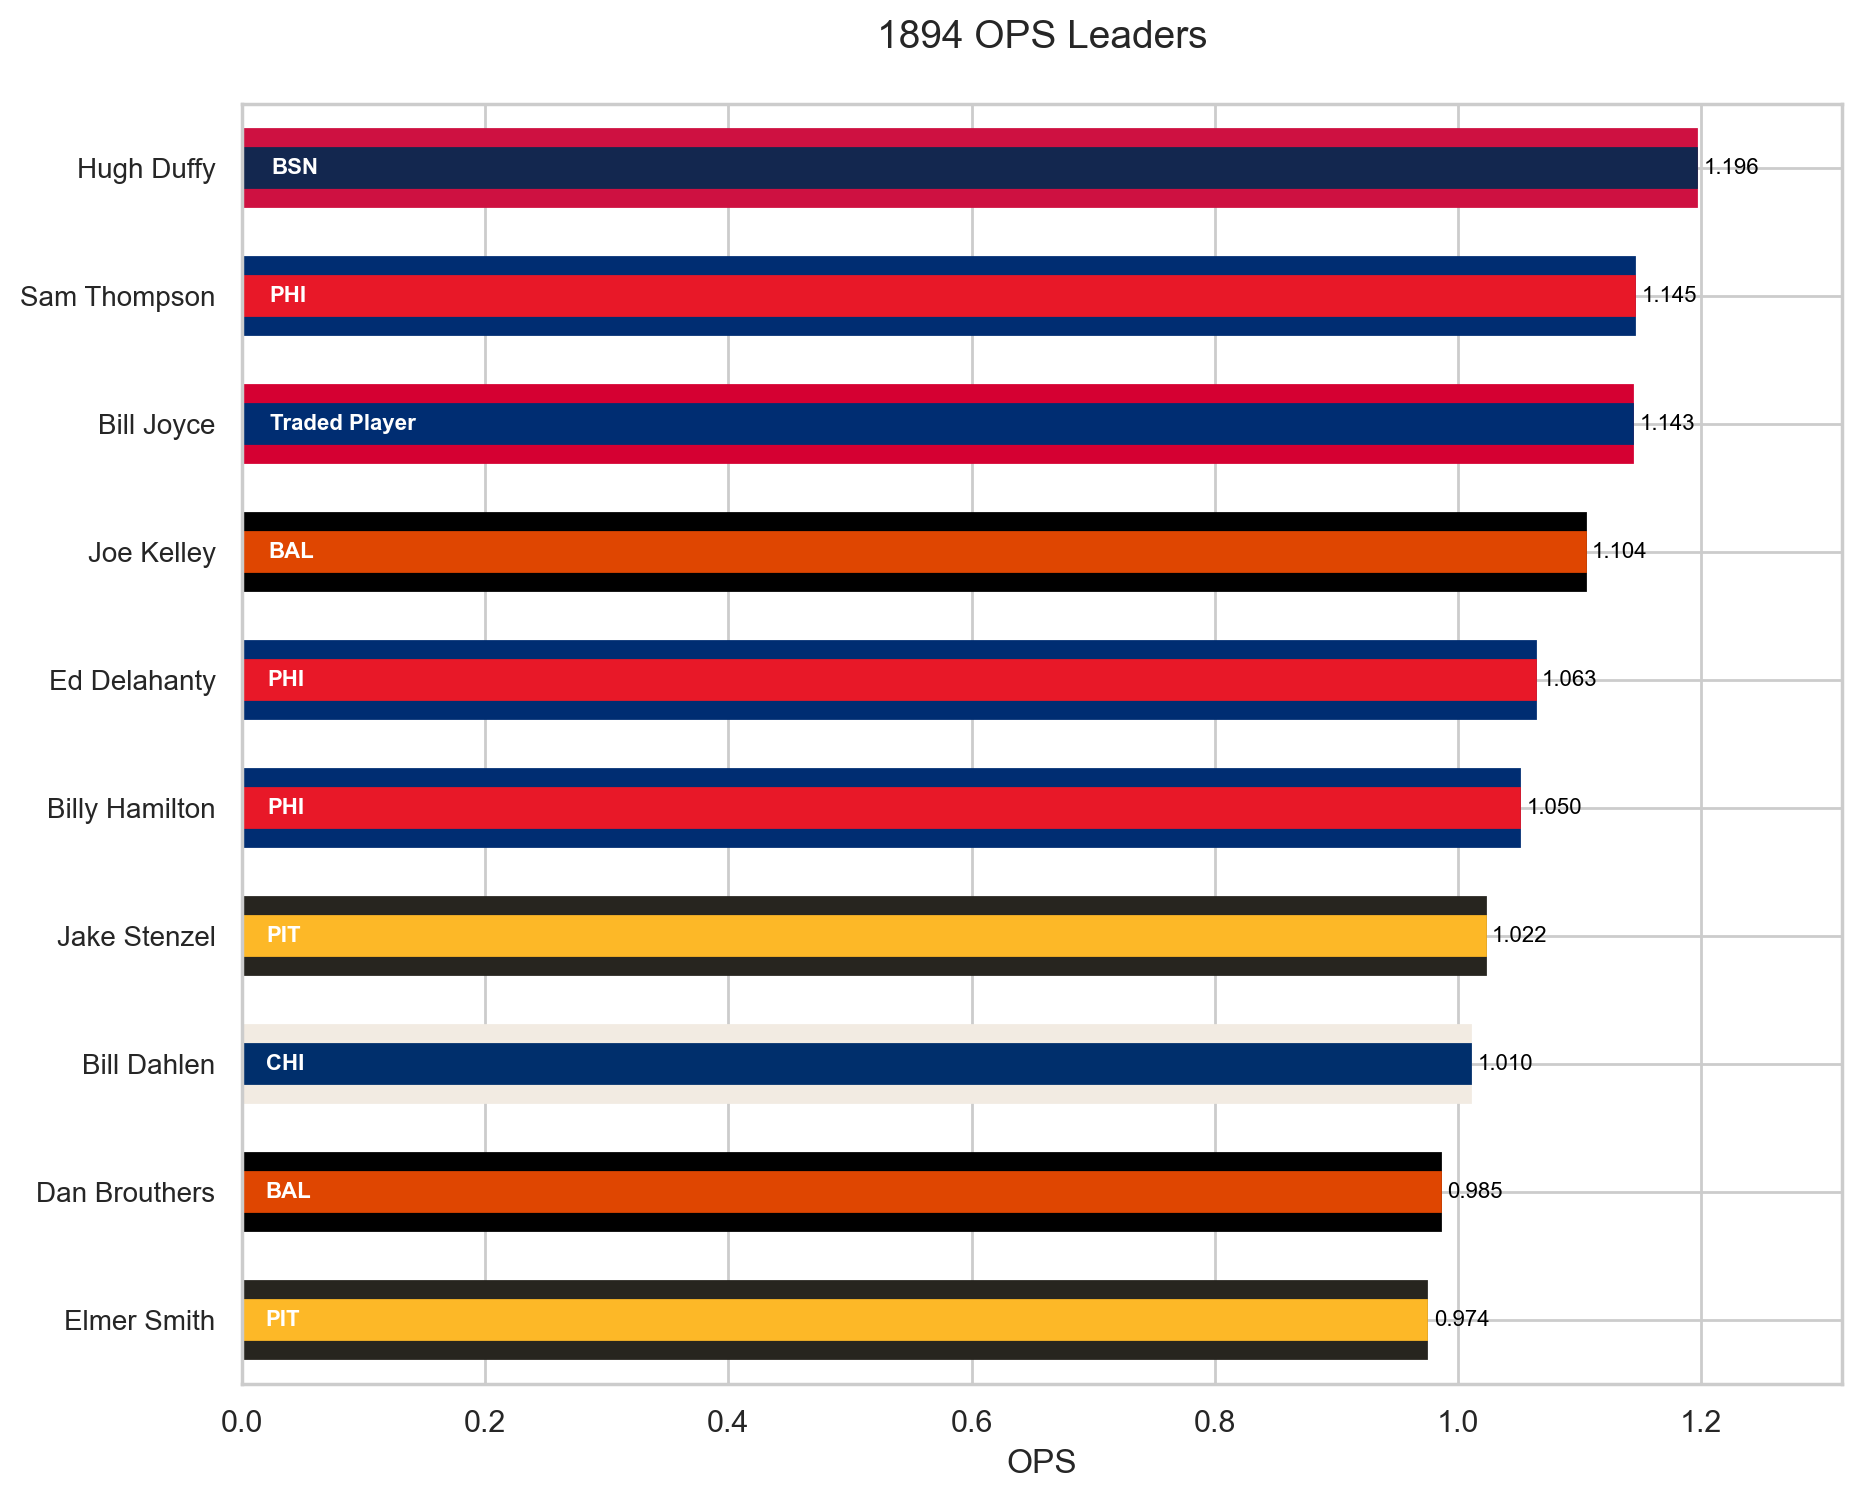 1894 OPS Leaders
Hugh Duffy BSN 1.196
Sam Thompson PHI 1.145
Bill Joyce Traded Player 1.143
Joe Kelley BAL 1.104
Ed Delahanty PHI 1.063
Billy Hamilton PHI 1.050
Jake Stenzel PIT 1.022
Bill Dahlen CHI 1.010
Dan Brouthers BAL 0.985
Elmer Smith PIT 0.974
0.0 0.2 0.4 0.6 0.8 1.0 1.2
OPS